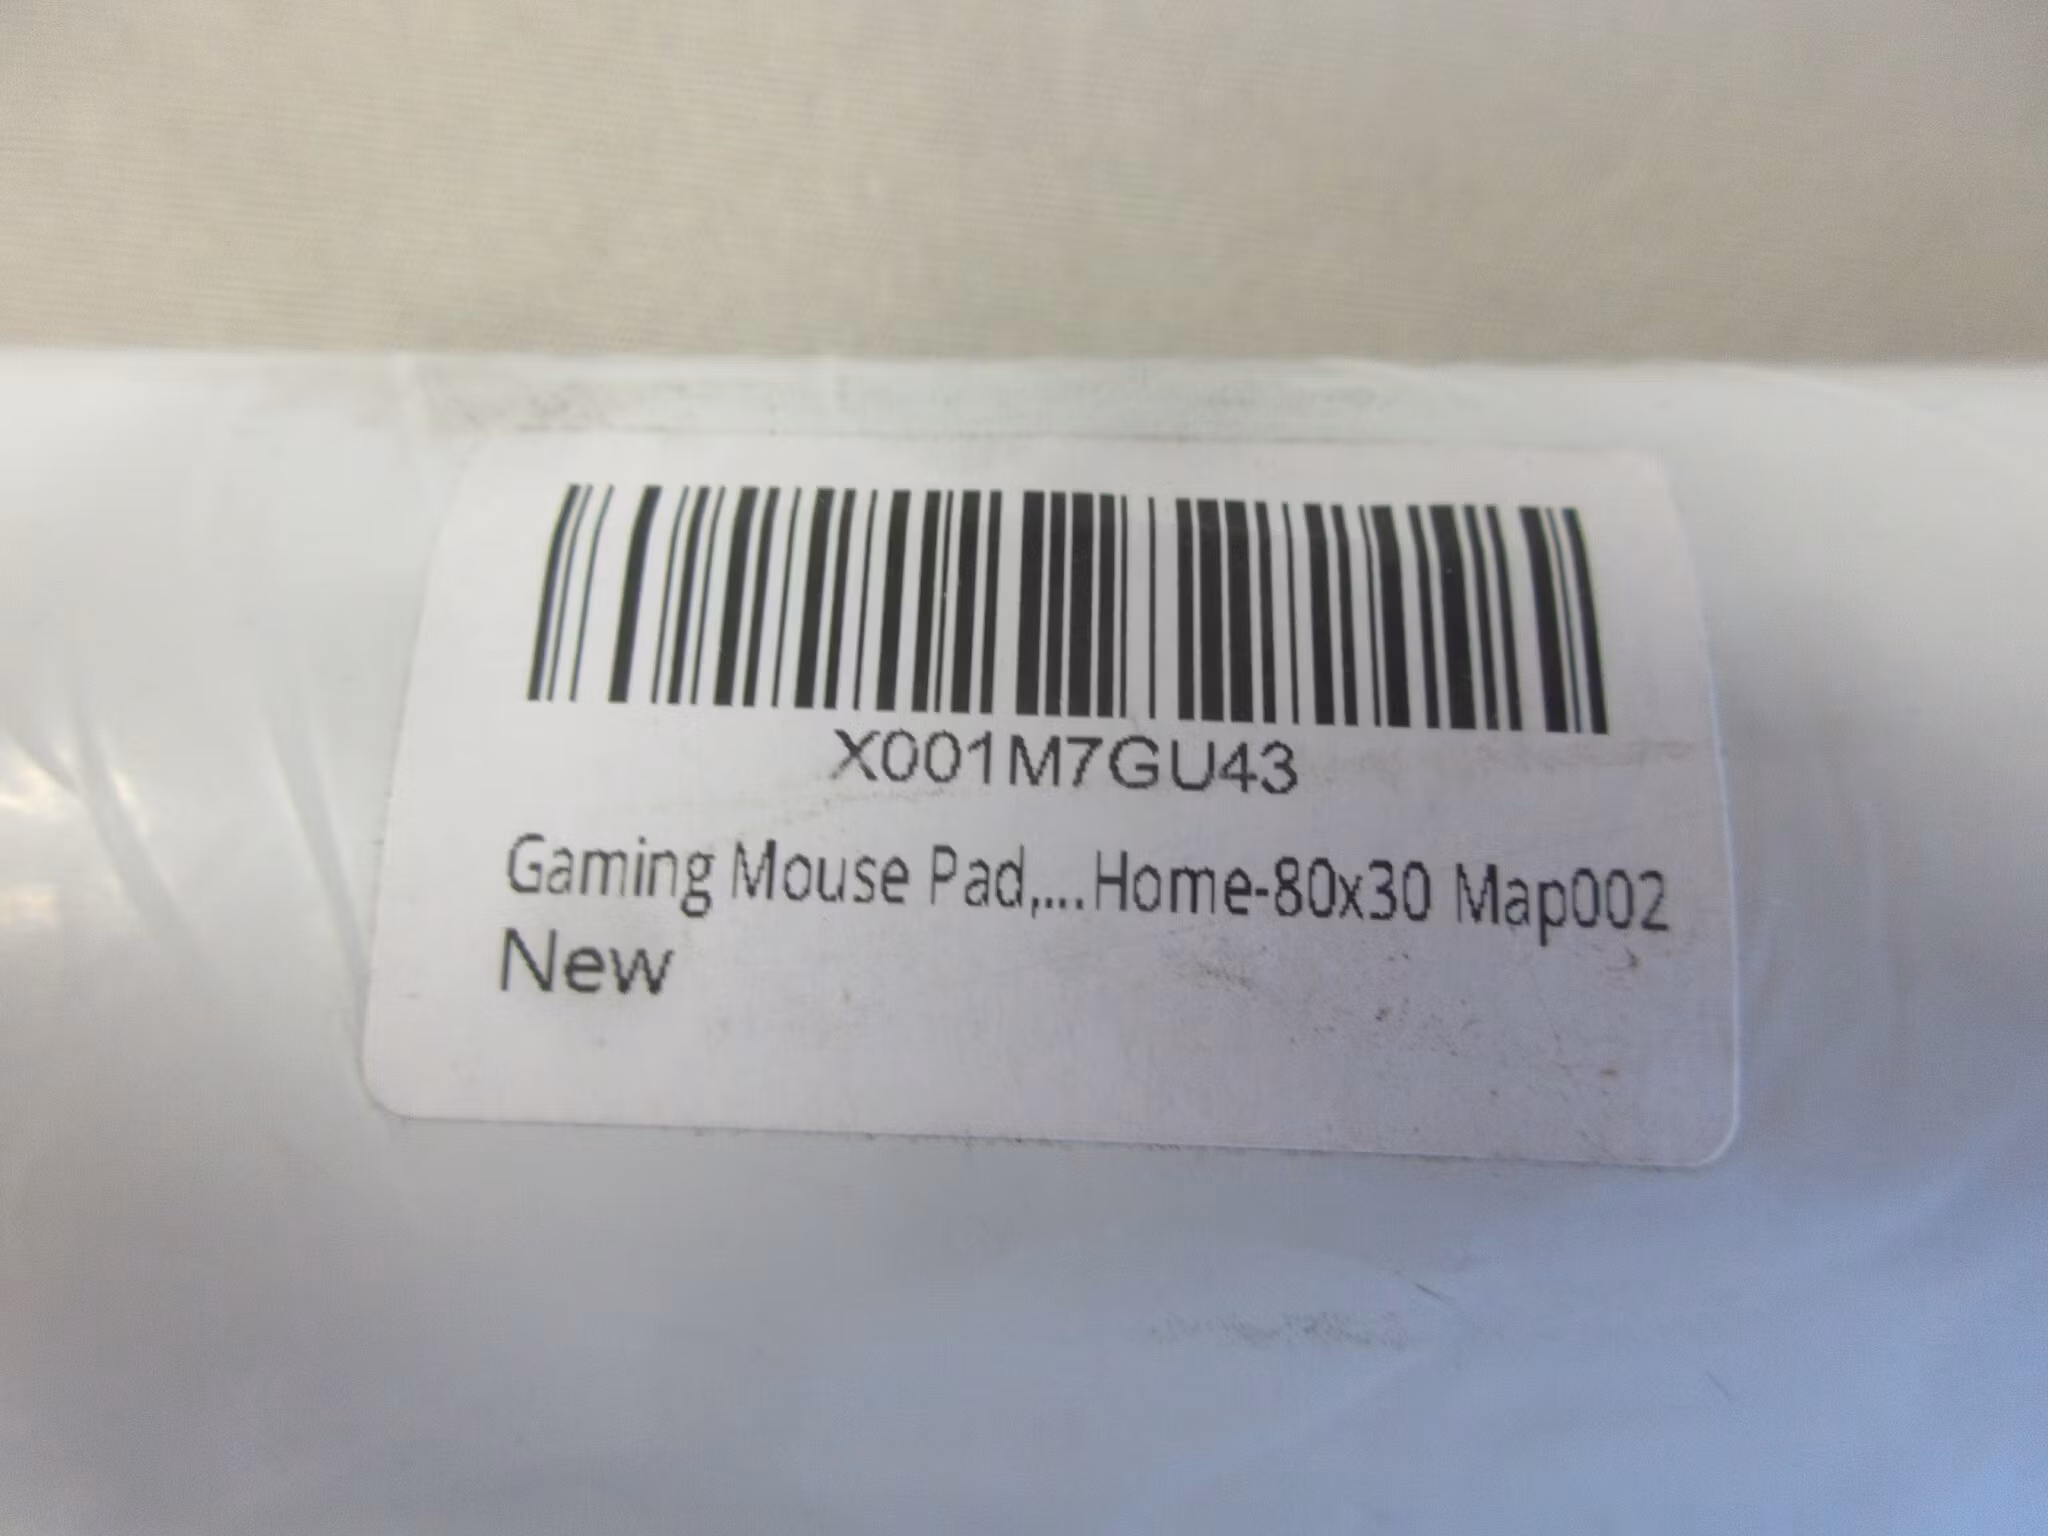 X001M7GU43
Gaming Mouse Pad,...Home-80x30 Map002
New